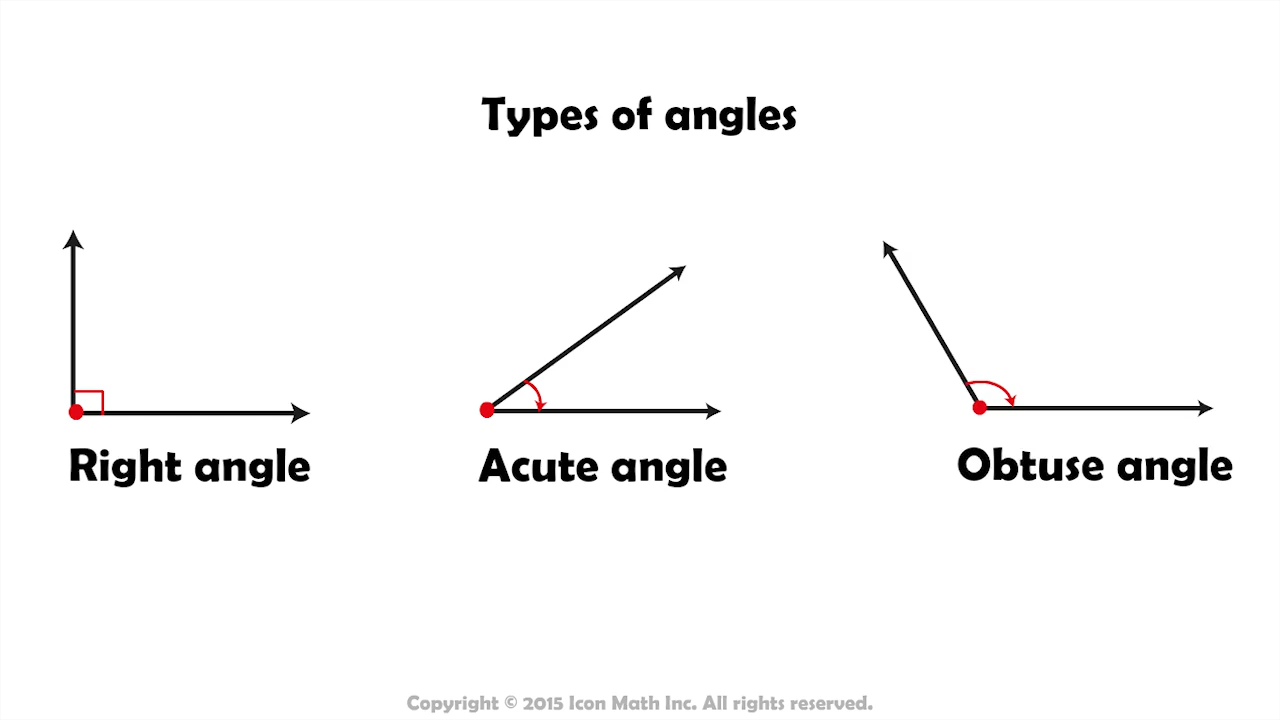 Types of angles
Right angle
Acute angle
Obtuse angle
Copyright © 2015 Icon Math Inc. All rights reserved.